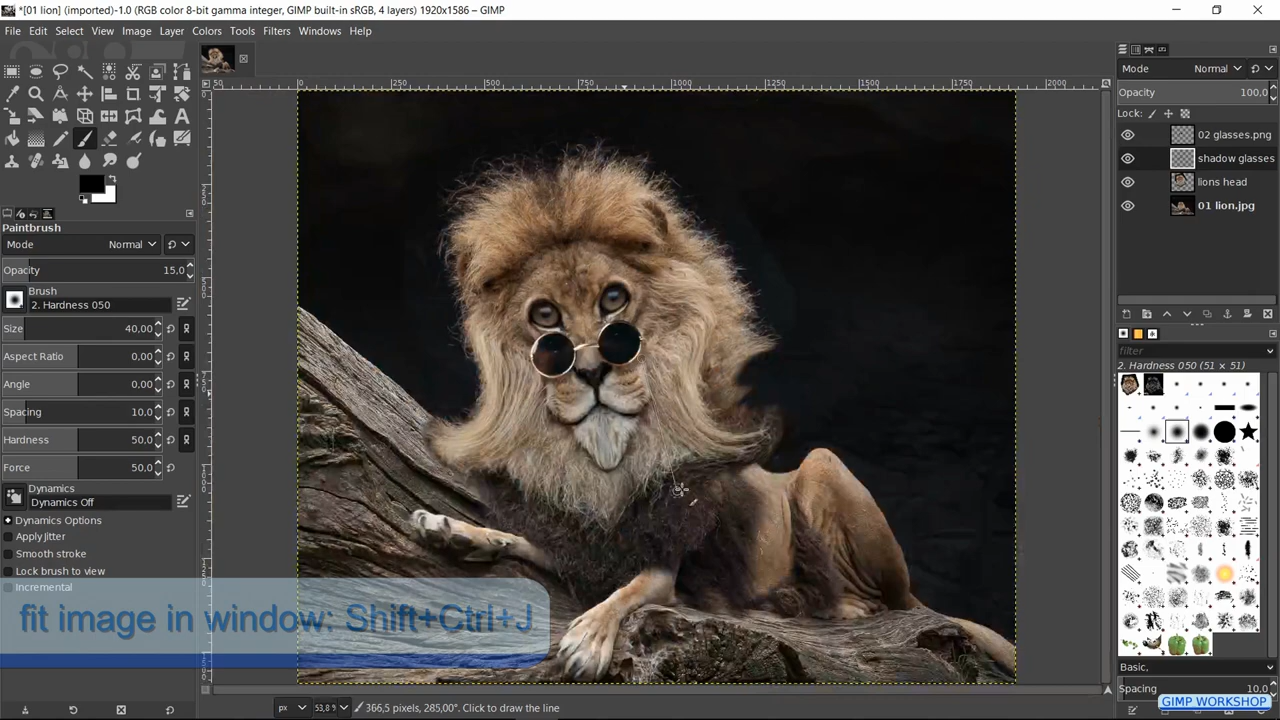 *[01 lion] (imported)-1.0 (RGB color 8-bit gamma integer, GIMP built-in sRGB, 4 layers) 1920x1586 – GIMP
File Edit Select View Image Layer Colors Tools Filters Windows Help
Mode Normal
Opacity 100,0
Lock:
02 glasses.png
shadow glasses
lions head
01 lion.jpg
Paintbrush
Mode Normal
Opacity 15,0
Brush
2. Hardness 050
Size 40,00
Aspect Ratio 0,00
Angle 0,00
Spacing 10,0
Hardness 50,0
Force 50,0
Dynamics
Dynamics Off
Dynamics Options
Apply Jitter
Smooth stroke
Lock brush to view
Incremental
fit image in window: Shift+Ctrl+J
filter
2. Hardness 050 (51 × 51)
Basic,
Spacing 10,0
GIMP WORKSHOP
px 53,8 % 366,5 pixels, 285,00°. Click to draw the line